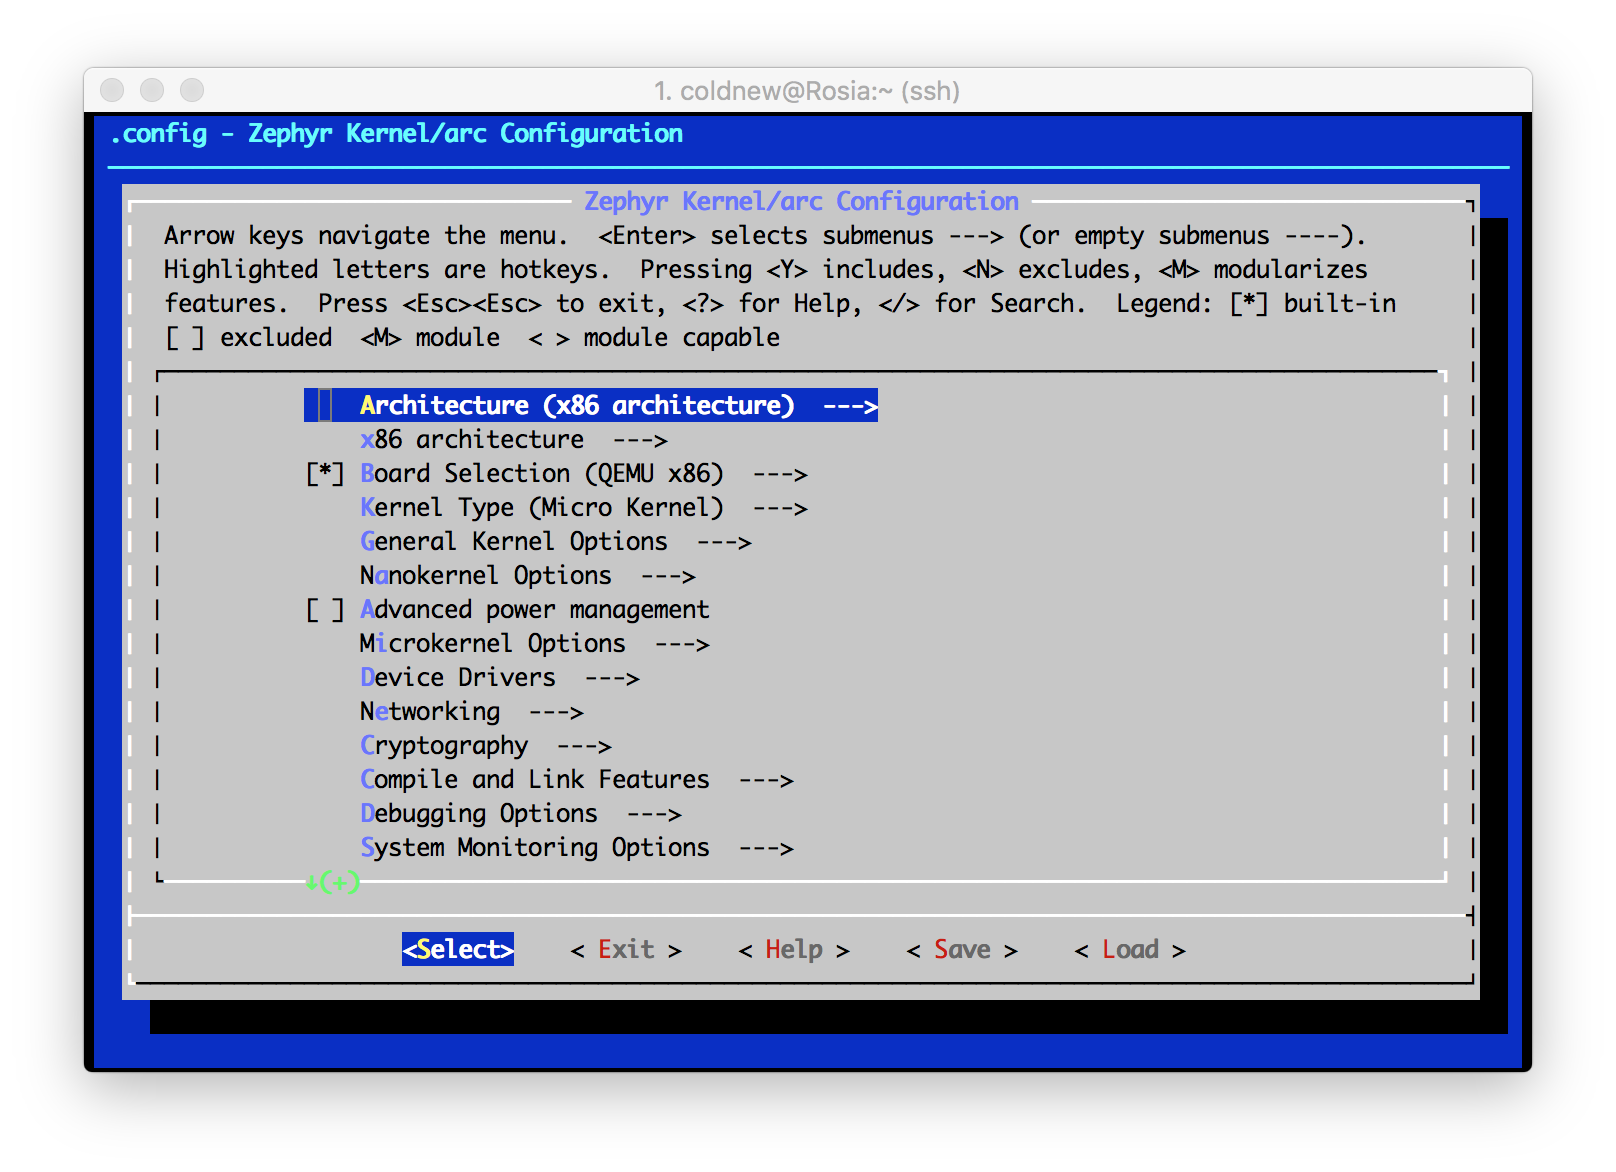 1. coldnew@Rosia:~ (ssh)
.config - Zephyr Kernel/arc Configuration
Zephyr Kernel/arc Configuration
Arrow keys navigate the menu.  <Enter> selects submenus ---> (or empty submenus ----).
Highlighted letters are hotkeys.  Pressing <Y> includes, <N> excludes, <M> modularizes
features.  Press <Esc><Esc> to exit, <?> for Help, </> for Search.  Legend: [*] built-in
[ ] excluded  <M> module  < > module capable
Architecture (x86 architecture)  --->
x86 architecture  --->
[*] Board Selection (QEMU x86)  --->
Kernel Type (Micro Kernel)  --->
General Kernel Options  --->
Nanokernel Options  --->
[ ] Advanced power management
Microkernel Options  --->
Device Drivers  --->
Networking  --->
Cryptography  --->
Compile and Link Features  --->
Debugging Options  --->
System Monitoring Options  --->
↓(+)
<Select>    < Exit >    < Help >    < Save >    < Load >